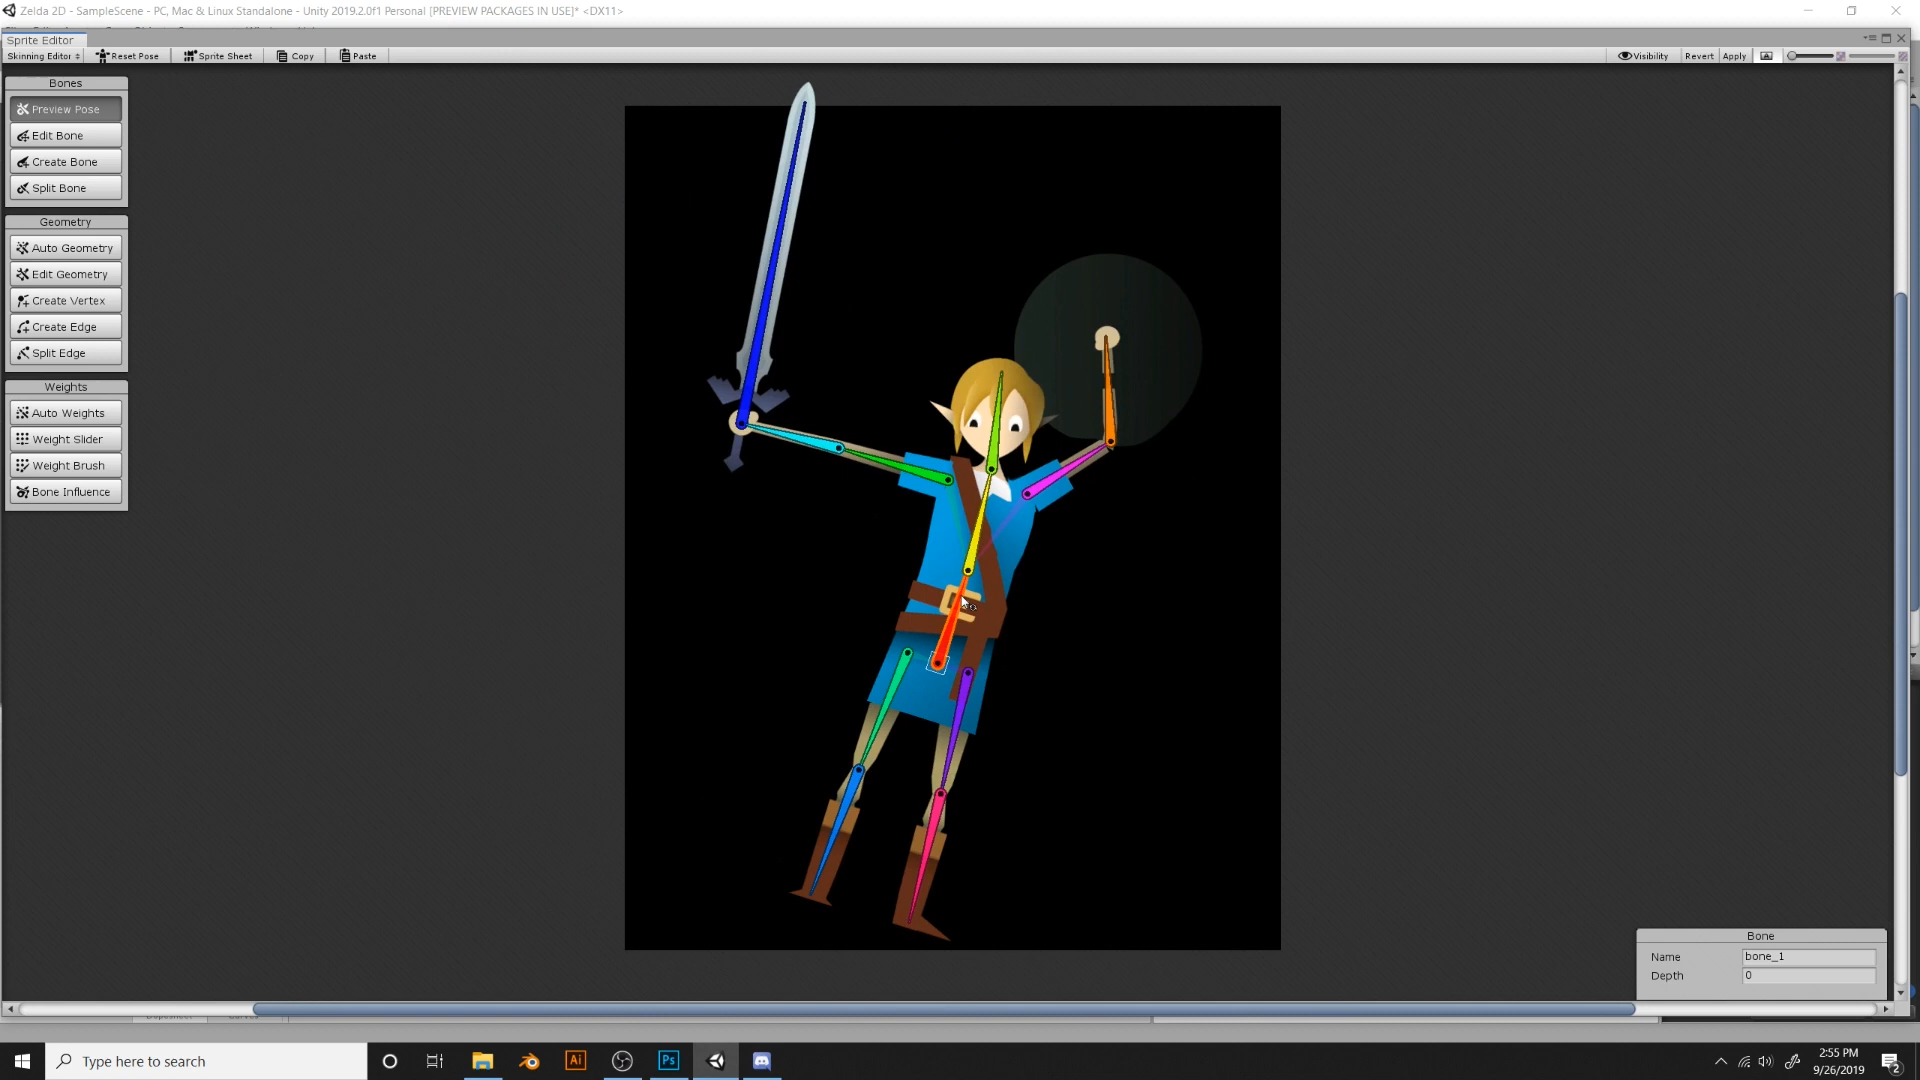 Zelda 2D - SampleScene - PC, Mac & Linux Standalone - Unity 2019.2.0f1 Personal [PREVIEW PACKAGES IN USE]* <DX11>
Sprite Editor
Skinning Editor Reset Pose Sprite Sheet Copy Paste Visibility Revert Apply
Bones
Preview Pose
Edit Bone
Create Bone
Split Bone
Geometry
Auto Geometry
Edit Geometry
Create Vertex
Create Edge
Split Edge
Weights
Auto Weights
Weight Slider
Weight Brush
Bone Influence
Bone
Name bone_1
Depth 0
Type here to search
Ai
Ps
2:55 PM
9/26/2019
2